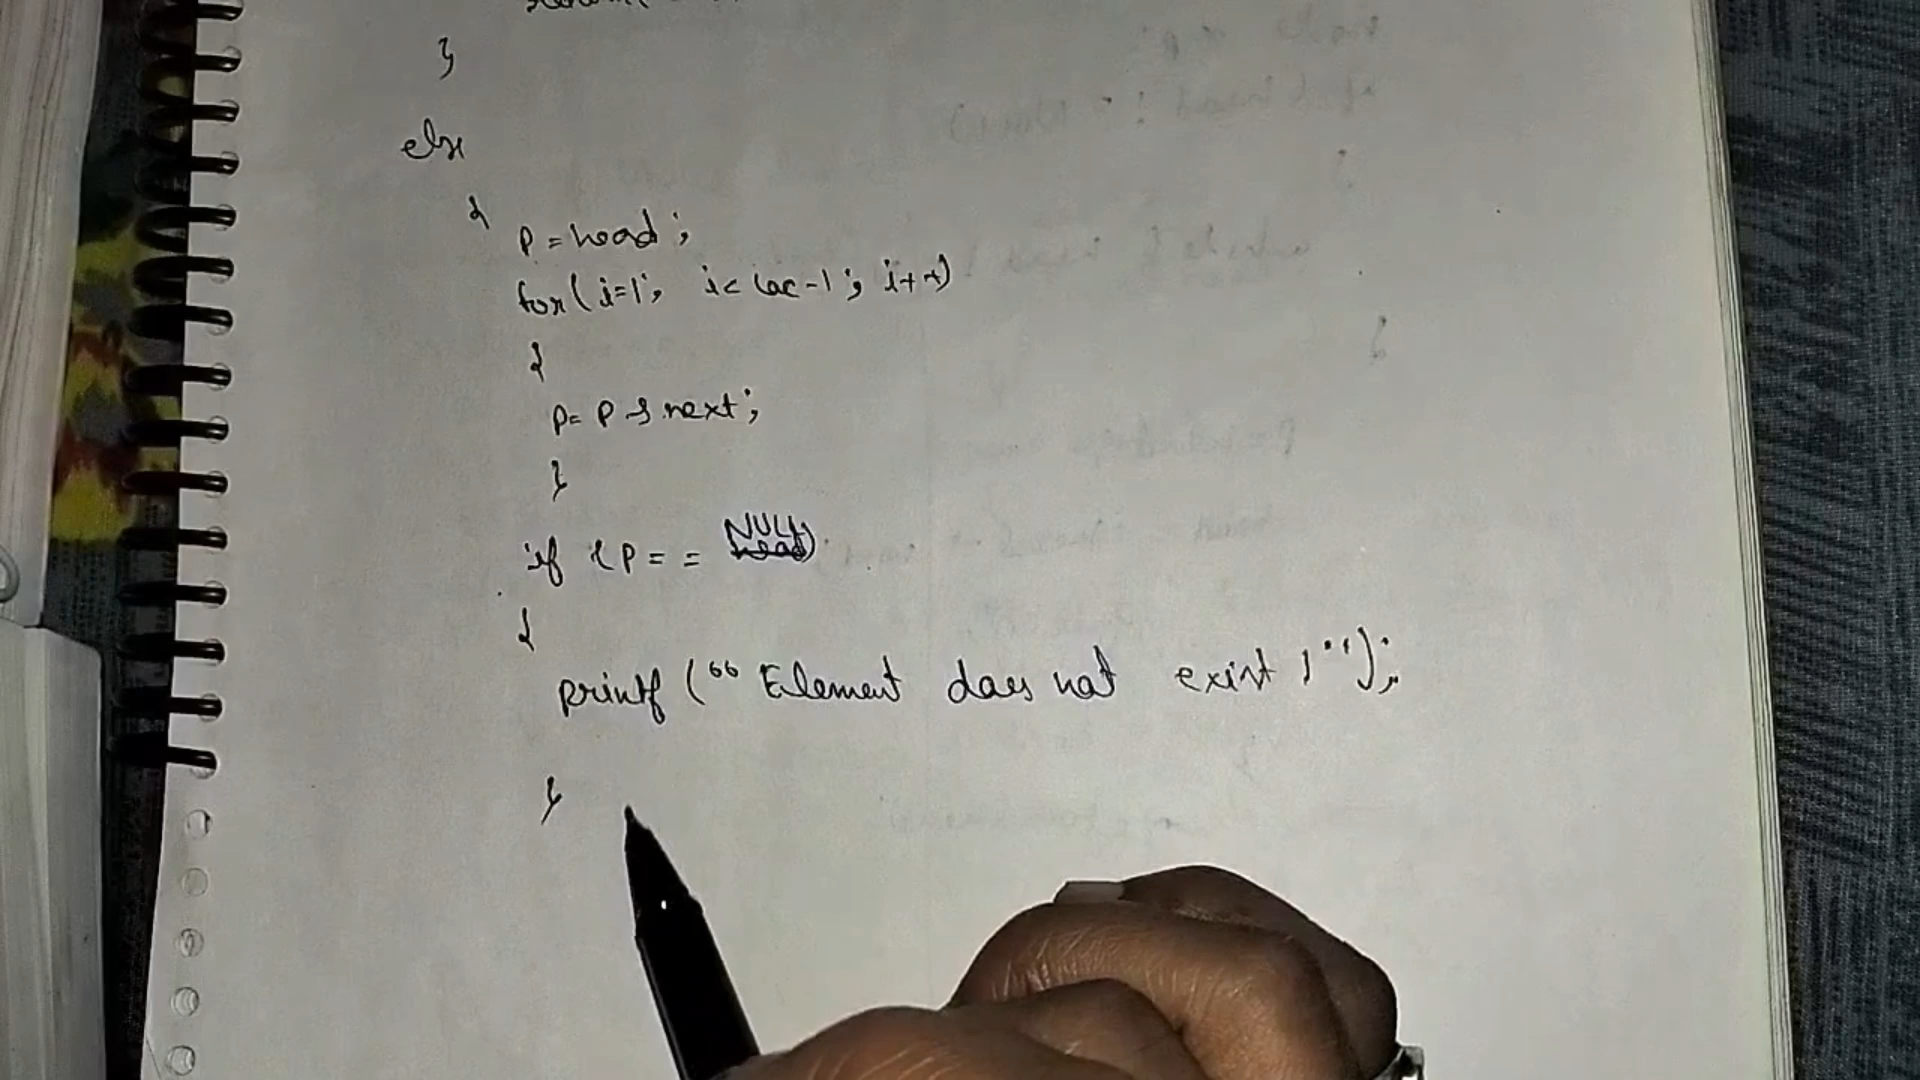 }
else
{
p = head ;
for( i=1 ; i< loc-1 ; i++)
{
p= p → next ;
}
if (p = = NULL)
{
printf (“ Element does not exist !”);
}